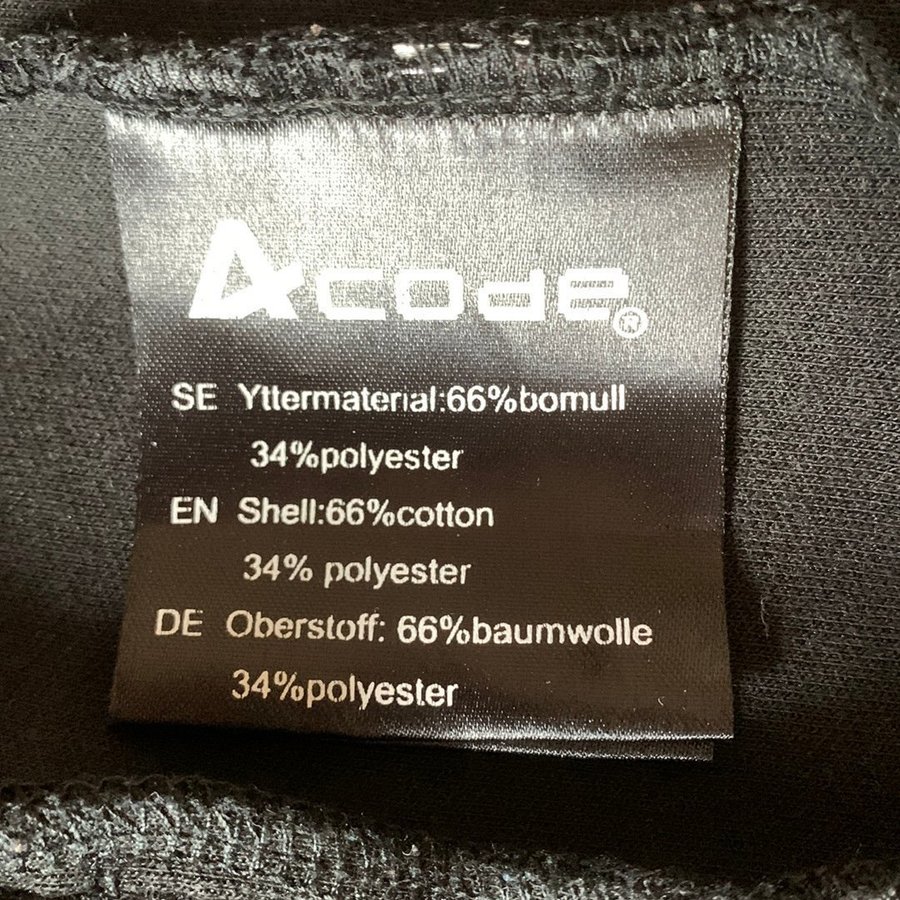 Acode®
SE Yttermaterial:66%bomull
34%polyester
EN Shell:66%cotton
34% polyester
DE Oberstoff: 66%baumwolle
34%polyester